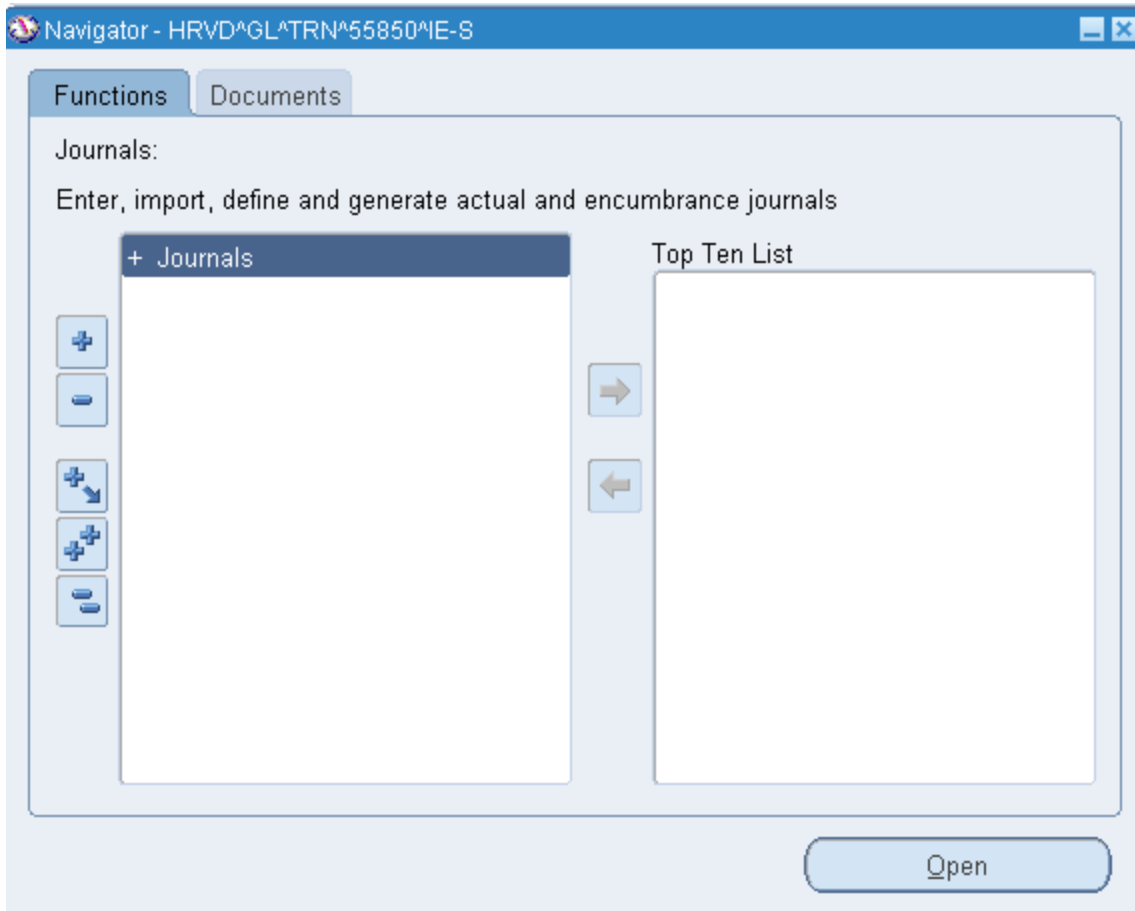 Navigator - HRVD^GL^TRN^55850^IE-S
Functions Documents
Journals:
Enter, import, define and generate actual and encumbrance journals
+ Journals
Top Ten List
Open